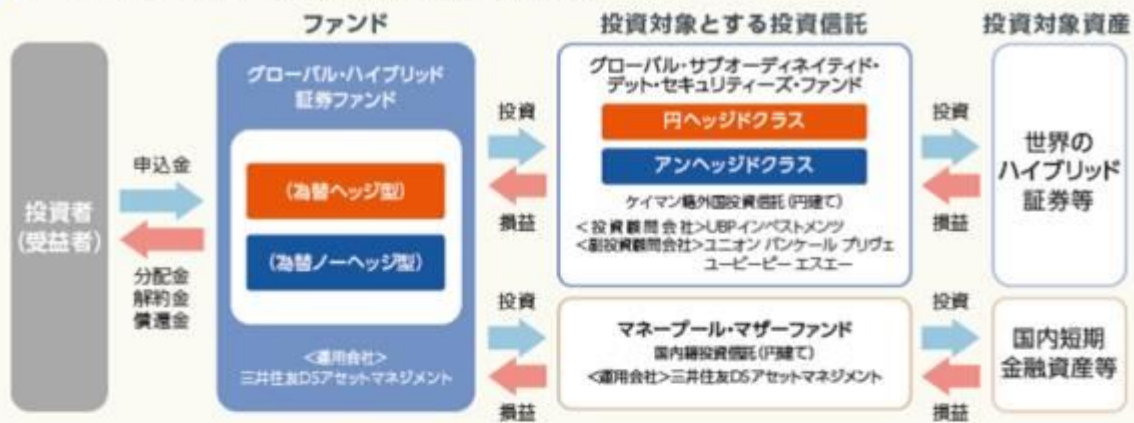 ファンド
投資対象とする投資信託
投資対象資産
投資者
(受益者)
申込金
分配金
解約金
償還金
グローバル・ハイブリッド
証券ファンド
(為替ヘッジ型)
(為替ノーヘッジ型)
<運用会社>
三井住友DSアセットマネジメント
投資
損益
投資
損益
グローバル・サブオーディネイティド・
デット・セキュリティーズ・ファンド
円ヘッジドクラス
アンヘッジドクラス
ケイマン籍外国投資信託(円建て)
<投資顧問会社>UBPインベストメンツ
<副投資顧問会社>ユニオン バンケール プリヴェ
ユービーピー エスエー
マネープール・マザーファンド
国内籍投資信託(円建て)
<運用会社>三井住友DSアセットマネジメント
投資
損益
投資
損益
世界の
ハイブリッド
証券等
国内短期
金融資産等